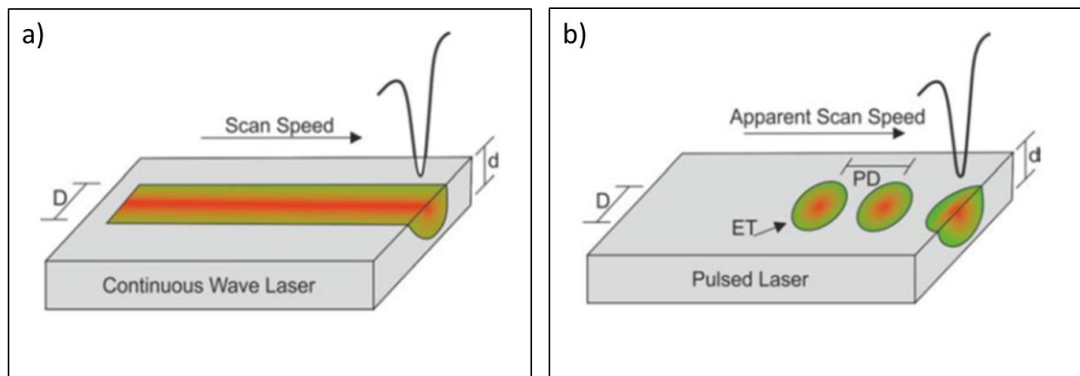 a)
Scan Speed
d
D
Continuous Wave Laser
b)
Apparent Scan Speed
d
PD
D
ET
Pulsed Laser